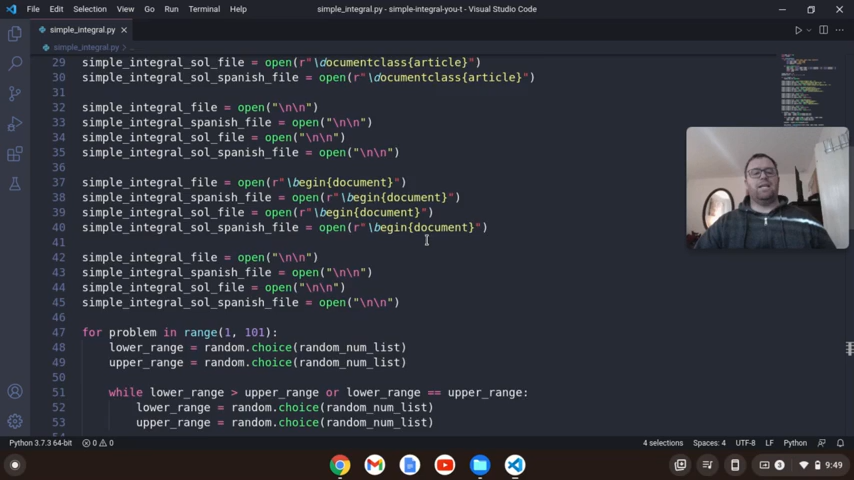 File Edit Selection View Go Run Terminal Help simple_integral.py - simple-integral-you-t - Visual Studio Code
simple_integral.py
simple_integral.py › ..
29 simple_integral_sol_file = open(r"\documentclass{article}")
30 simple_integral_sol_spanish_file = open(r"\documentclass{article}")
31
32 simple_integral_file = open("\n\n")
33 simple_integral_spanish_file = open("\n\n")
34 simple_integral_sol_file = open("\n\n")
35 simple_integral_sol_spanish_file = open("\n\n")
36
37 simple_integral_file = open(r"\begin{document}")
38 simple_integral_spanish_file = open(r"\begin{document}")
39 simple_integral_sol_file = open(r"\begin{document}")
40 simple_integral_sol_spanish_file = open(r"\begin{document}")
41
42 simple_integral_file = open("\n\n")
43 simple_integral_spanish_file = open("\n\n")
44 simple_integral_sol_file = open("\n\n")
45 simple_integral_sol_spanish_file = open("\n\n")
46
47 for problem in range(1, 101):
48 lower_range = random.choice(random_num_list)
49 upper_range = random.choice(random_num_list)
50
51 while lower_range > upper_range or lower_range == upper_range:
52 lower_range = random.choice(random_num_list)
53 upper_range = random.choice(random_num_list)
Python 3.7.3 64-bit 0 0 4 selections Spaces: 4 UTF-8 LF Python
3 9:49